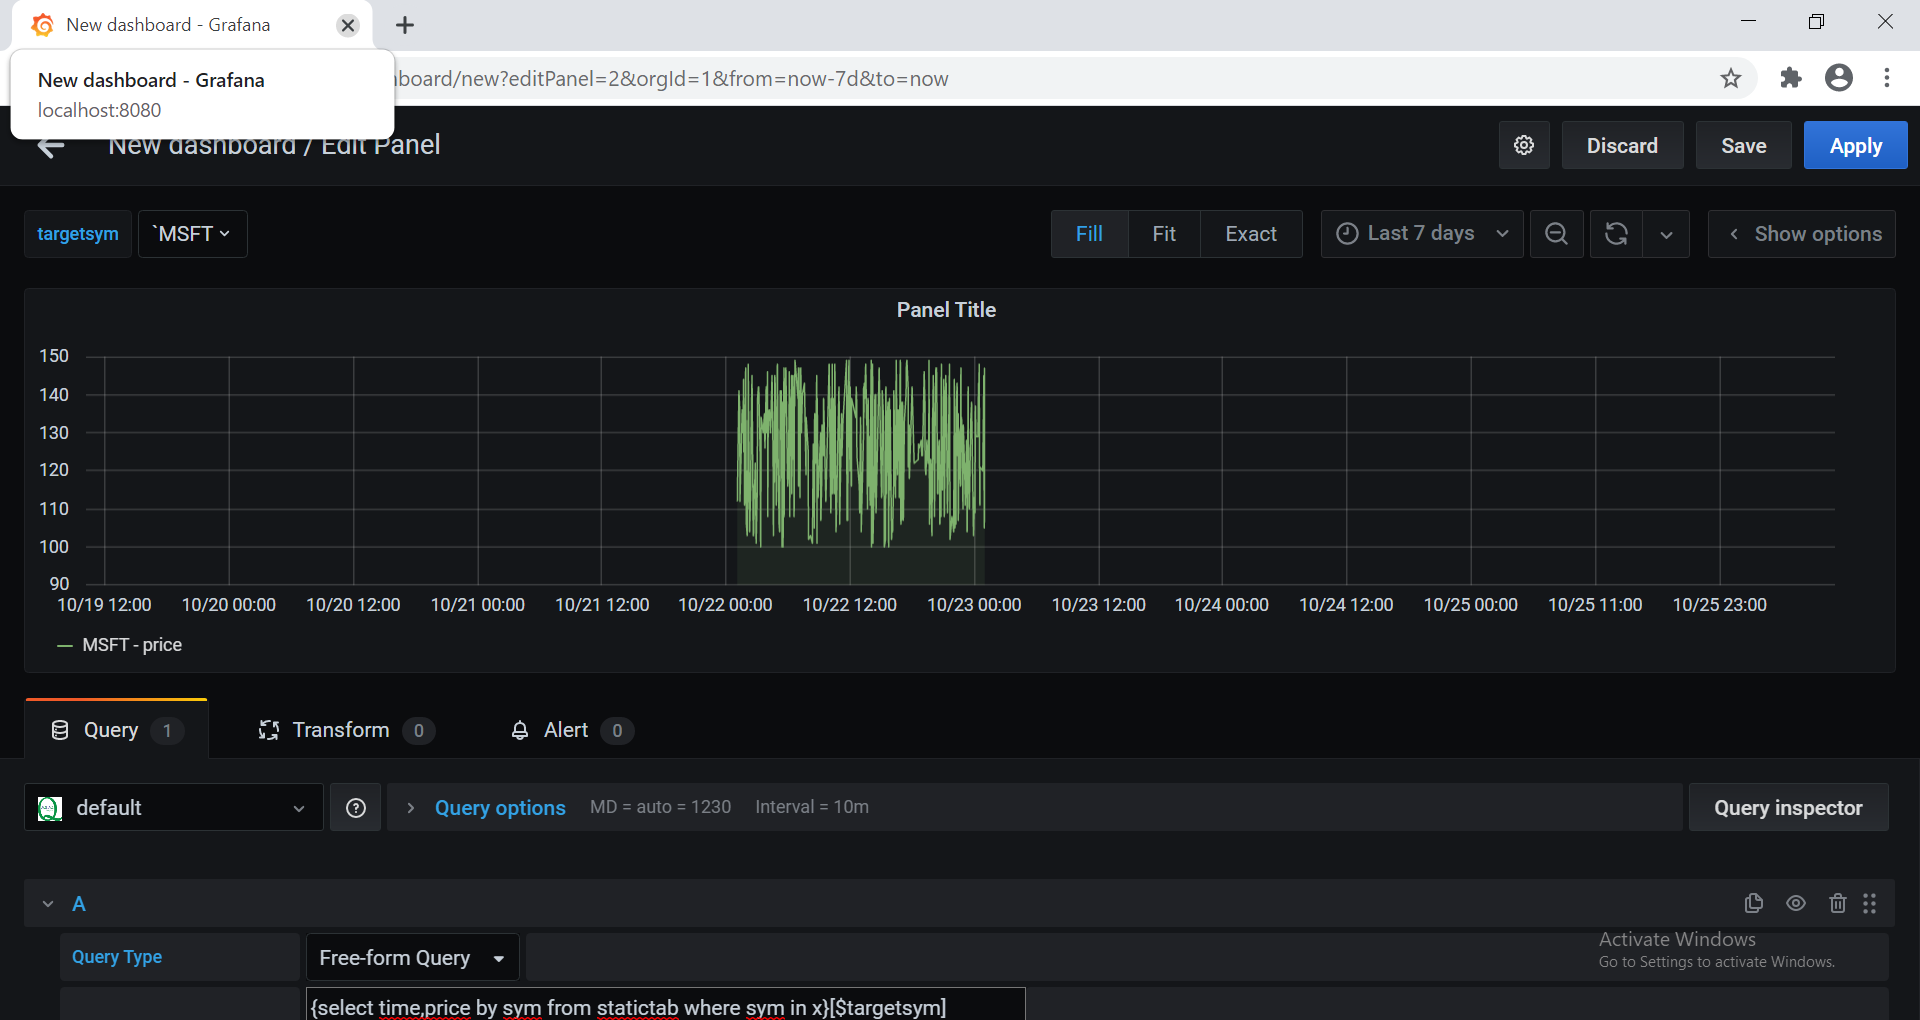 New dashboard - Grafana
New dashboard - Grafana
localhost:8080
board/new?editPanel=2&orgId=1&from=now-7d&to=now
New dashboard / Edit Panel
Discard
Save
Apply
targetsym
`MSFT
Fill
Fit
Exact
Last 7 days
Show options
Panel Title
150
140
130
120
110
100
90
10/19 12:00
10/20 00:00
10/20 12:00
10/21 00:00
10/21 12:00
10/22 00:00
10/22 12:00
10/23 00:00
10/23 12:00
10/24 00:00
10/24 12:00
10/25 00:00
10/25 11:00
10/25 23:00
MSFT - price
Query 1
Transform 0
Alert 0
default
Query options
MD = auto = 1230
Interval = 10m
Query inspector
A
Query Type
Free-form Query
Activate Windows
Go to Settings to activate Windows.
{select time,price by sym from statictab where sym in x}[$targetsym]